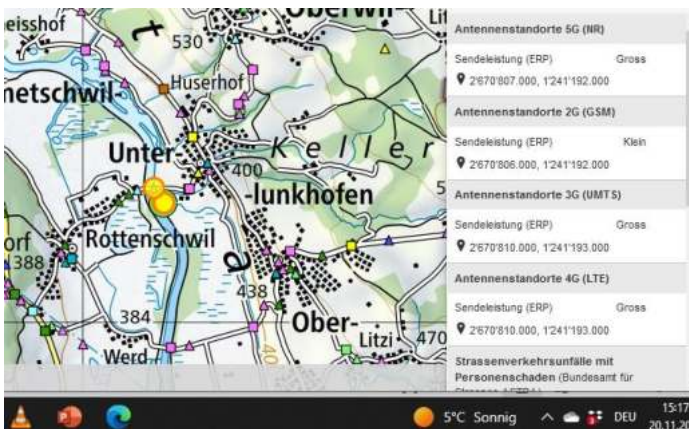 eisshof
t
Oberwil-
Lit
530
Huserhof
netschwil-
Unter-
Keller
400
-lunkhofen
5
Rottenschwil
orf
388
a
438
384
Ober-
Litzi
470
Werd
40
Antennenstandorte 5G (NR)
Sendeleistung (ERP) Gross
2'670'807.000, 1'241'192.000
Antennenstandorte 2G (GSM)
Sendeleistung (ERP) Klein
2'670'806.000, 1'241'192.000
Antennenstandorte 3G (UMTS)
Sendeleistung (ERP) Gross
2'670'810.000, 1'241'193.000
Antennenstandorte 4G (LTE)
Sendeleistung (ERP) Gross
2'670'810.000, 1'241'193.000
Strassenverkehrsunfälle mit
Personenschaden (Bundesamt für
5°C Sonnig
DEU
15:17
20.11.20